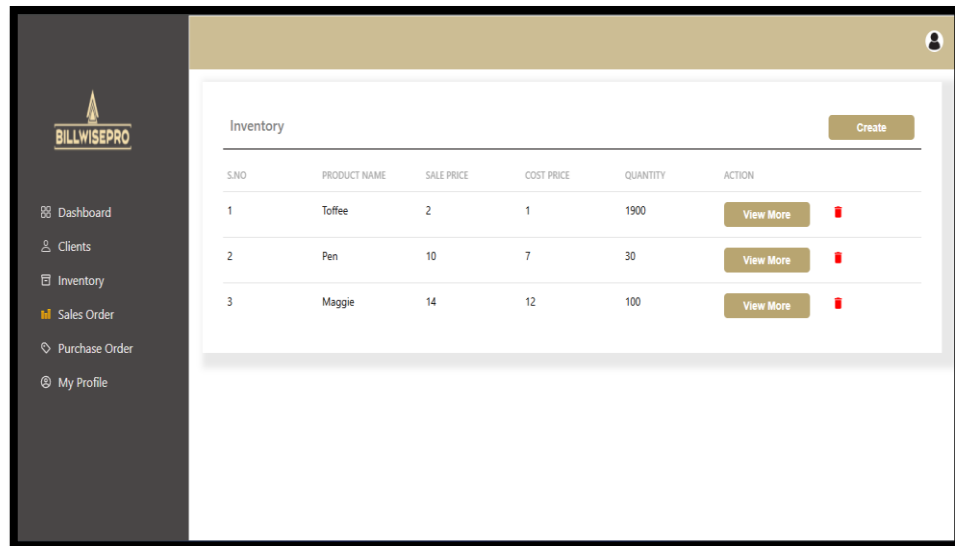 BILLWISEPRO
Dashboard
Clients
Inventory
Sales Order
Purchase Order
My Profile
Inventory Create
S.NO PRODUCT NAME SALE PRICE COST PRICE QUANTITY ACTION
1 Toffee 2 1 1900 View More
2 Pen 10 7 30 View More
3 Maggie 14 12 100 View More